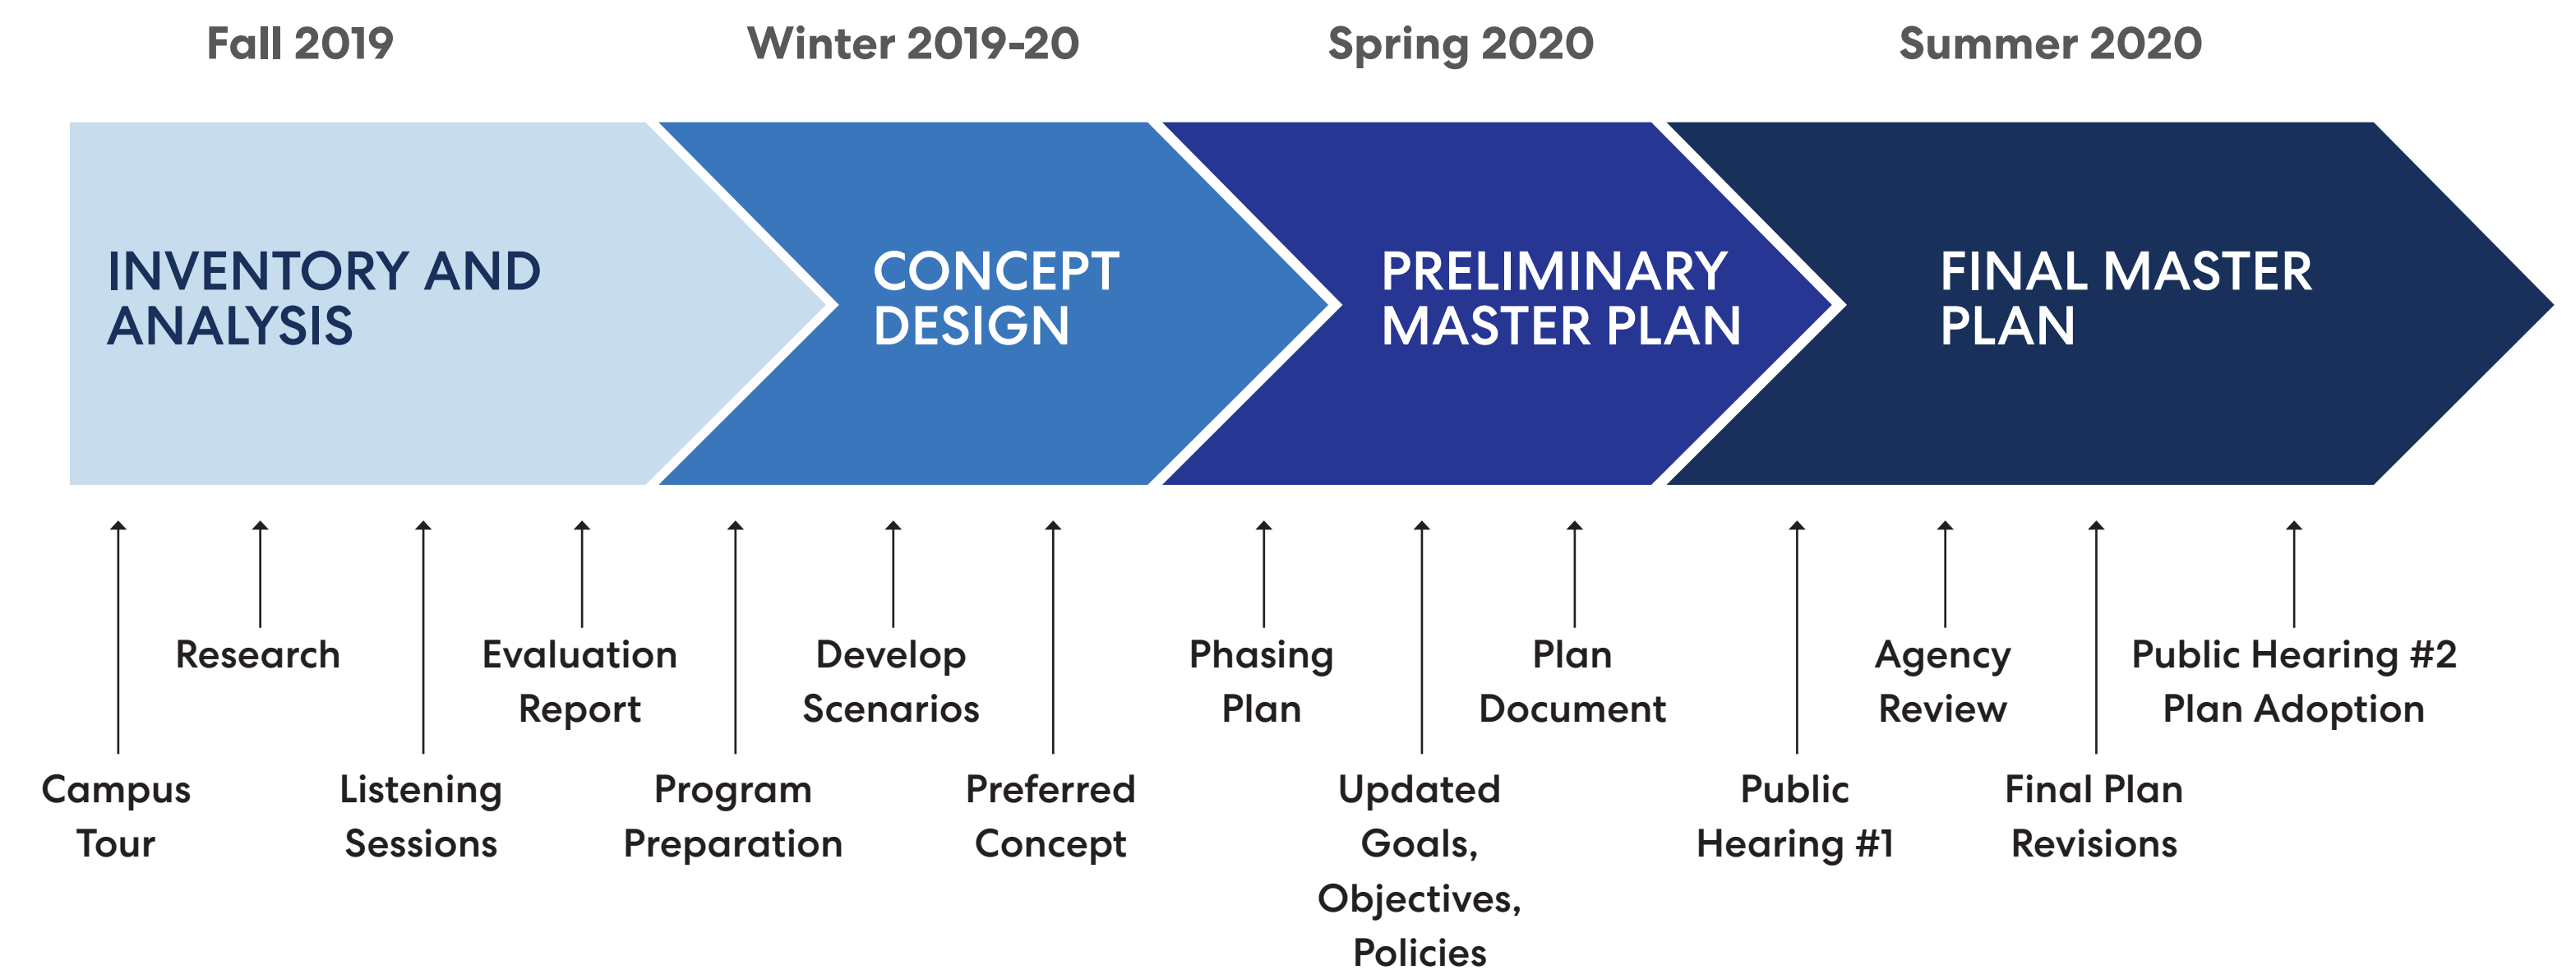 Fall 2019
Winter 2019-20
Spring 2020
Summer 2020
INVENTORY AND
ANALYSIS
CONCEPT
DESIGN
PRELIMINARY
MASTER PLAN
FINAL MASTER
PLAN
Campus
Tour
Research
Listening
Sessions
Evaluation
Report
Program
Preparation
Develop
Scenarios
Preferred
Concept
Phasing
Plan
Updated
Goals,
Objectives,
Policies
Plan
Document
Public
Hearing #1
Agency
Review
Final Plan
Revisions
Public Hearing #2
Plan Adoption